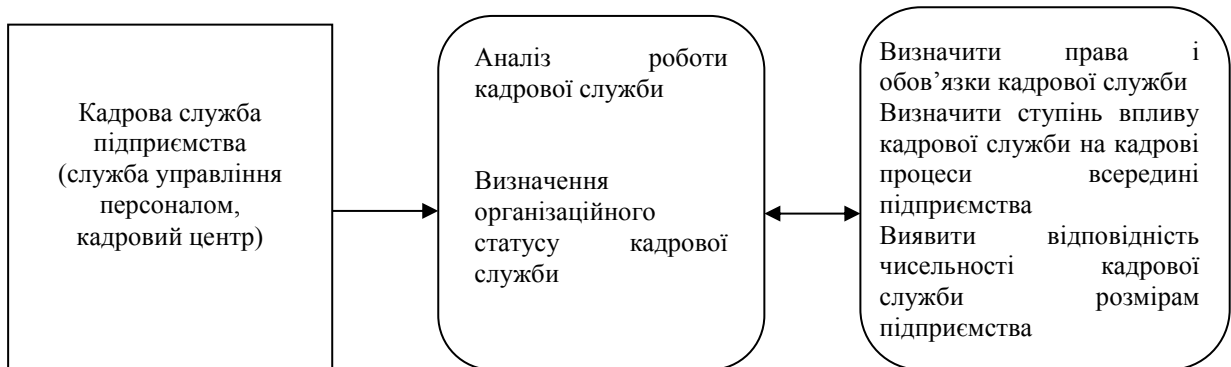 Кадрова служба
підприємства
(служба управління
персоналом,
кадровий центр)
Аналіз роботи
кадрової служби
Визначення
організаційного
статусу кадрової
служби
Визначити права і
обов’язки кадрової служби
Визначити ступінь впливу
кадрової служби на кадрові
процеси всередині
підприємства
Виявити відповідність
чисельності кадрової
служби розмірам
підприємства